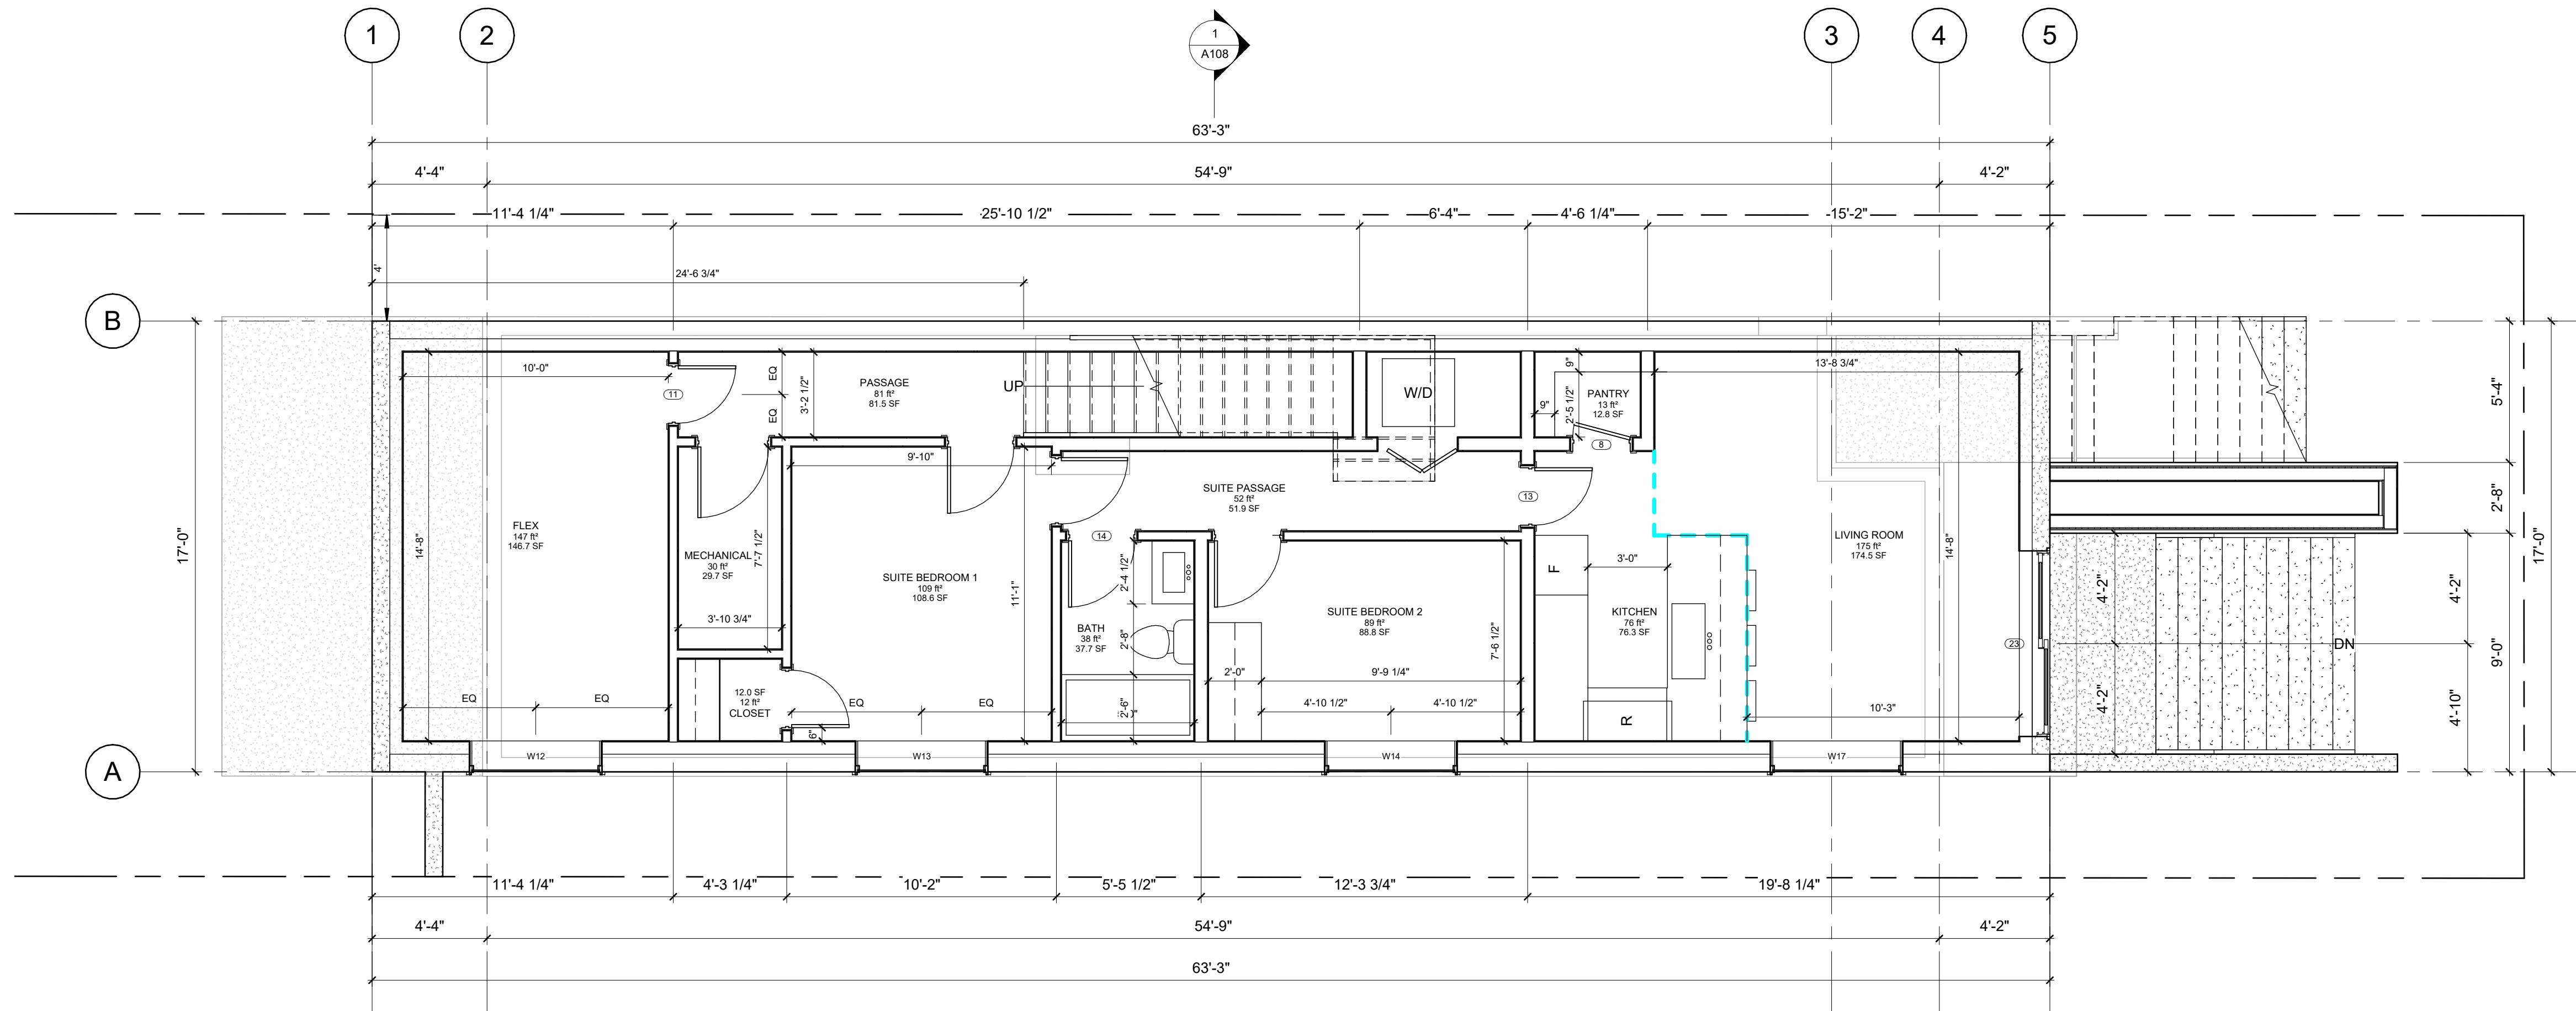 1
2
1
A108
3
4
5
63'-3"
4'-4"
54'-9"
4'-2"
11'-4 1/4"
25'-10 1/2"
6'-4"
4'-6 1/4"
15'-2"
4'
24'-6 3/4"
B
10'-0"
11
EQ
EQ
3'-2 1/2"
PASSAGE
81 ft²
81.5 SF
UP
W/D
9"
9"
2'-5 1/2"
PANTRY
13 ft²
12.8 SF
8
13'-8 3/4"
5'-4"
17'-0"
14'-8"
FLEX
147 ft²
146.7 SF
MECHANICAL
30 ft²
29.7 SF
7'-7 1/2"
3'-10 3/4"
9'-10"
SUITE BEDROOM 1
109 ft²
108.6 SF
11'-1"
14
SUITE PASSAGE
52 ft²
51.9 SF
13
BATH
38 ft²
37.7 SF
2'-4 1/2"
2'-8"
2'-6"
SUITE BEDROOM 2
89 ft²
88.8 SF
7'-6 1/2"
2'-0"
9'-9 1/4"
4'-10 1/2"
4'-10 1/2"
F
3'-0"
KITCHEN
76 ft²
76.3 SF
R
LIVING ROOM
175 ft²
174.5 SF
14'-8"
10'-3"
23
4'-2"
4'-2"
DN
4'-2"
4'-10"
2'-8"
9'-0"
17'-0"
EQ
EQ
12.0 SF
12 ft²
CLOSET
EQ
EQ
6"
A
W12
W13
W14
W17
11'-4 1/4"
4'-3 1/4"
10'-2"
5'-5 1/2"
12'-3 3/4"
19'-8 1/4"
4'-4"
54'-9"
4'-2"
63'-3"